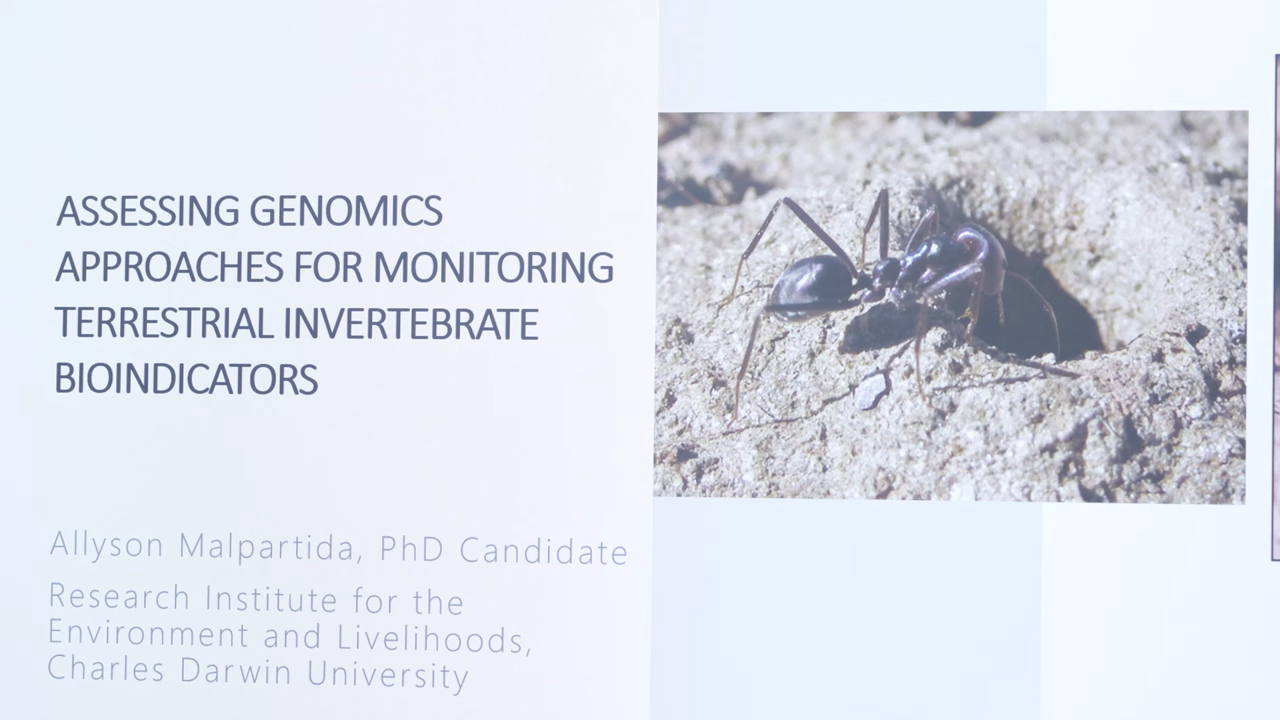 ASSESSING GENOMICS
APPROACHES FOR MONITORING
TERRESTRIAL INVERTEBRATE
BIOINDICATORS
Allyson Malpartida, PhD Candidate
Research Institute for the
Environment and Livelihoods,
Charles Darwin University